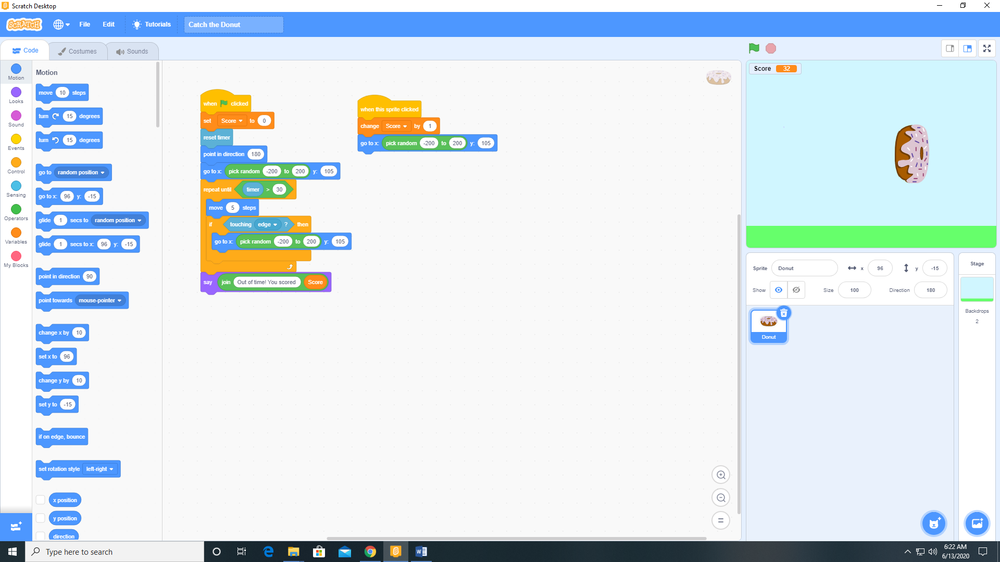 Scratch Desktop
SCRATCH
File
Edit
Tutorials
Catch the Donut
Code
Costumes
Sounds
Motion
Looks
Sound
Events
Control
Sensing
Operators
Variables
My Blocks
Motion
move 10 steps
turn 15 degrees
turn 15 degrees
go to random position
go to x: 96 y: -15
glide 1 secs to random position
glide 1 secs to x: 96 y: -15
point in direction 90
point towards mouse-pointer
change x by 10
set x to 96
change y by 10
set y to -15
if on edge, bounce
set rotation style left-right
x position
y position
direction
when clicked
set Score to 0
reset timer
point in direction 180
go to x: pick random -200 to 200 y: 105
repeat until timer > 30
move 5 steps
if touching edge ? then
go to x: pick random -200 to 200 y: 105
say join Out of time! You scored Score
when this sprite clicked
change Score by 1
go to x: pick random -200 to 200 y: 105
Score 32
Sprite Donut x 96 y -15
Show Size 100 Direction 180
Donut
Stage
Backdrops
2
Type here to search
6:22 AM
6/13/2020